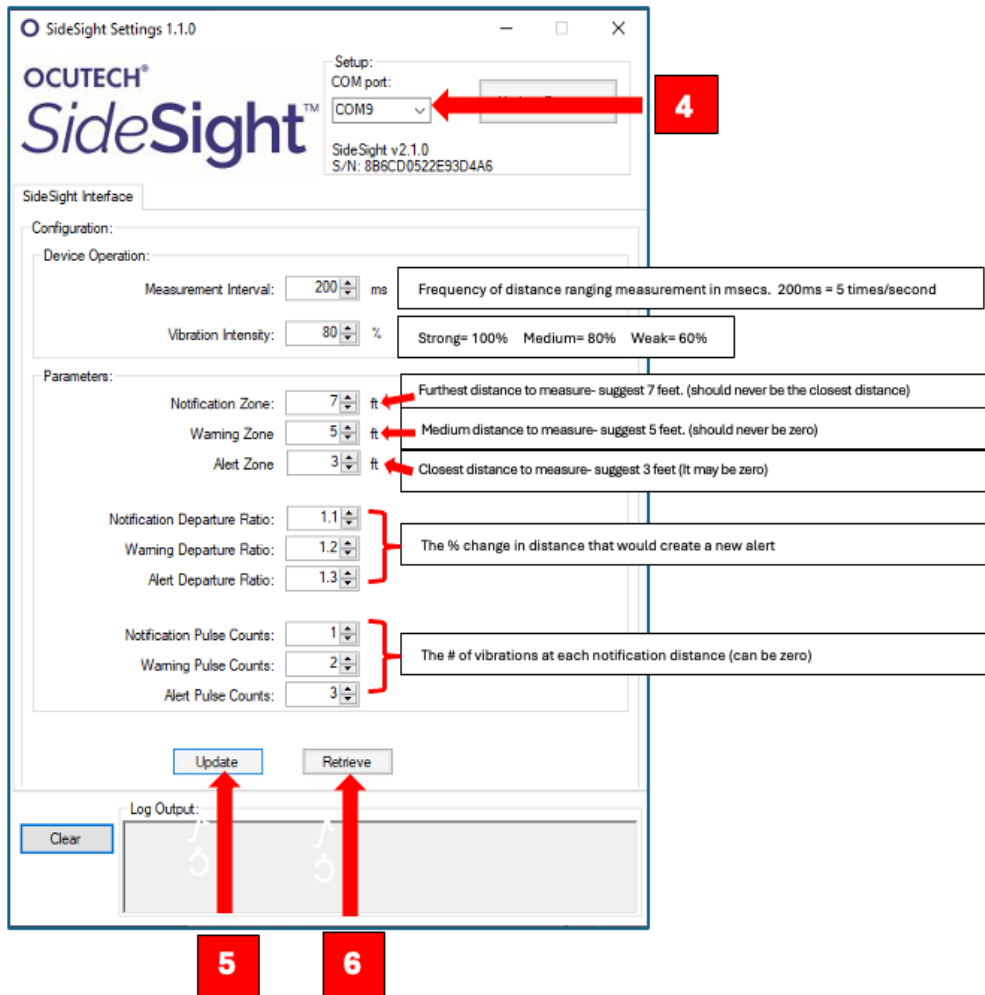 SideSight Settings 1.1.0
OCUTECH®
SideSight™
Setup:
COM port:
COM9
4
SideSight v2.1.0
S/N: 8B6CD0522E93D4A6
SideSight Interface
Configuration:
Device Operation:
Measurement Interval: 200 ms
Frequency of distance ranging measurement in msecs. 200ms = 5 times/second
Vibration Intensity: 80 %
Strong= 100% Medium= 80% Weak= 60%
Parameters:
Notification Zone: 7 ft
Furthest distance to measure- suggest 7 feet. (should never be the closest distance)
Warning Zone 5 ft
Medium distance to measure- suggest 5 feet. (should never be zero)
Alert Zone 3 ft
Closest distance to measure- suggest 3 feet (It may be zero)
Notification Departure Ratio: 1.1
Warning Departure Ratio: 1.2
Alert Departure Ratio: 1.3
The % change in distance that would create a new alert
Notification Pulse Counts: 1
Warning Pulse Counts: 2
Alert Pulse Counts: 3
The # of vibrations at each notification distance (can be zero)
Update
Retrieve
Log Output:
Clear
5
6